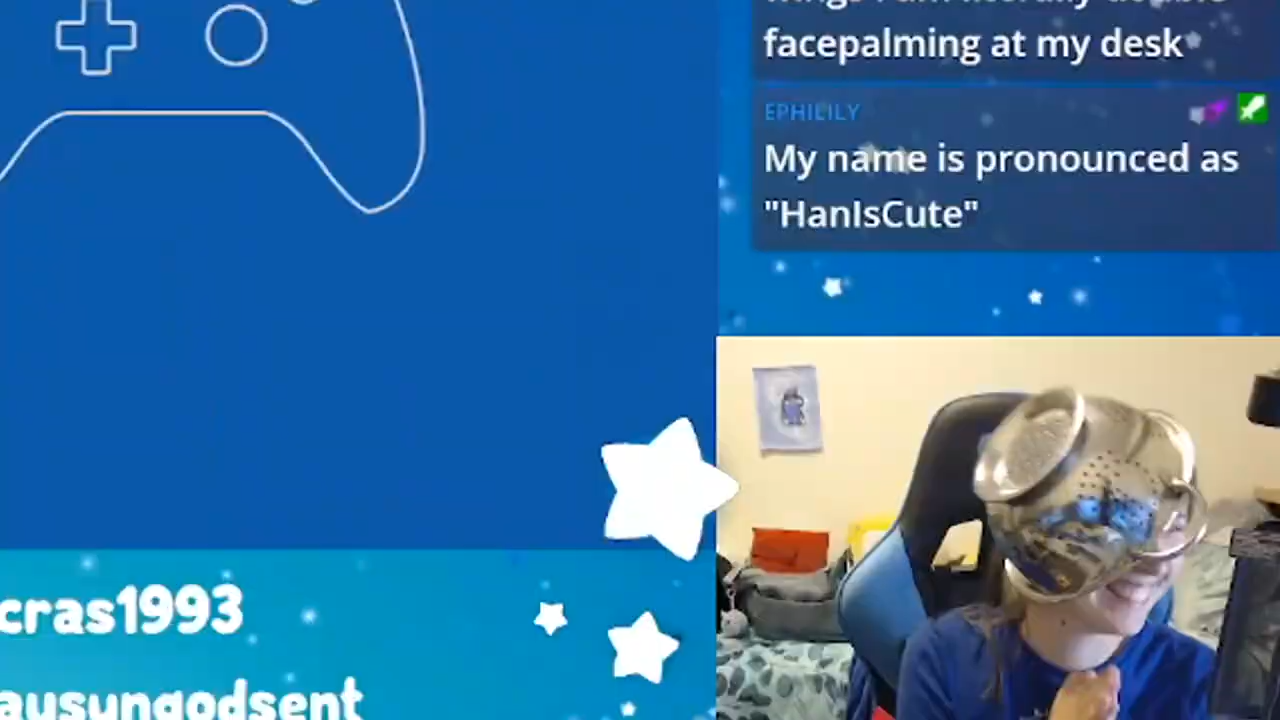 facepalming at my desk
EPHILILY
My name is pronounced as
"HanIsCute"
cras1993
ausungodsent